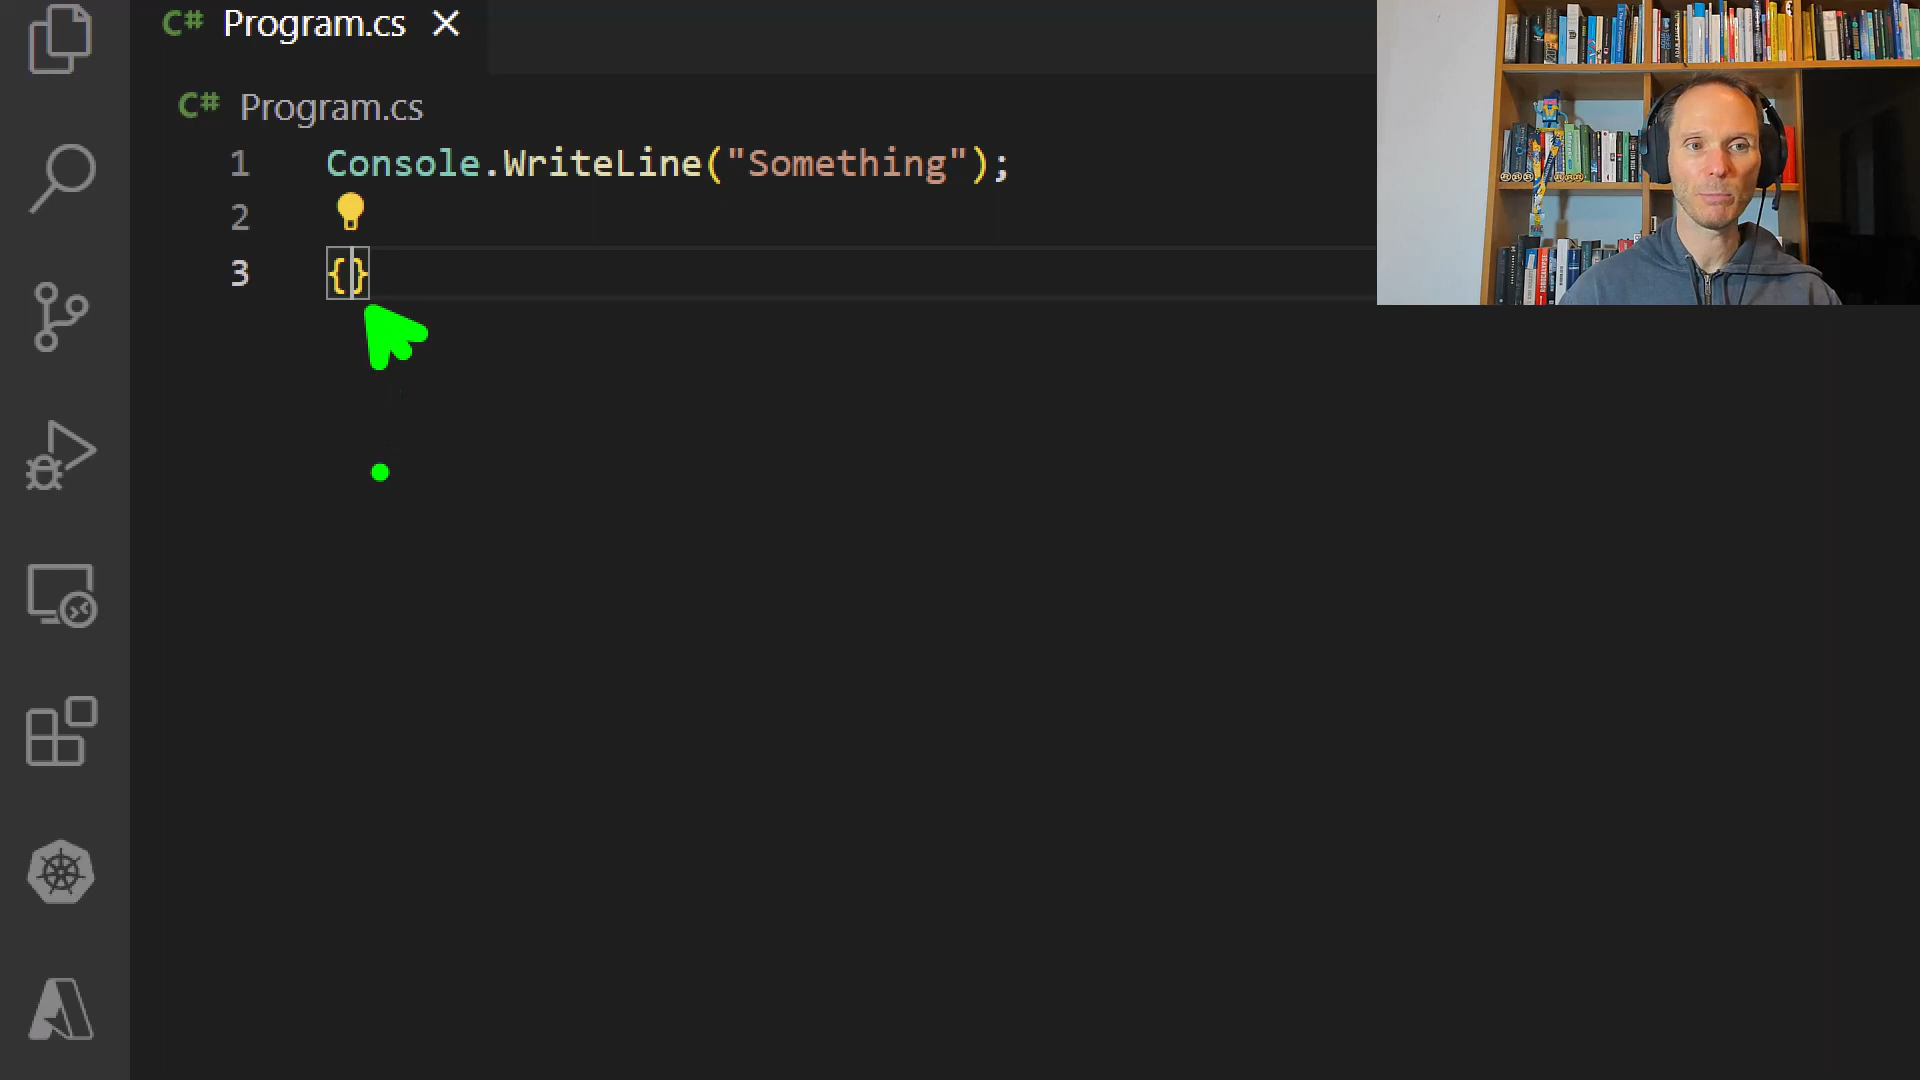 C# Program.cs
C# Program.cs
1 Console.WriteLine("Something");
2
3 {}